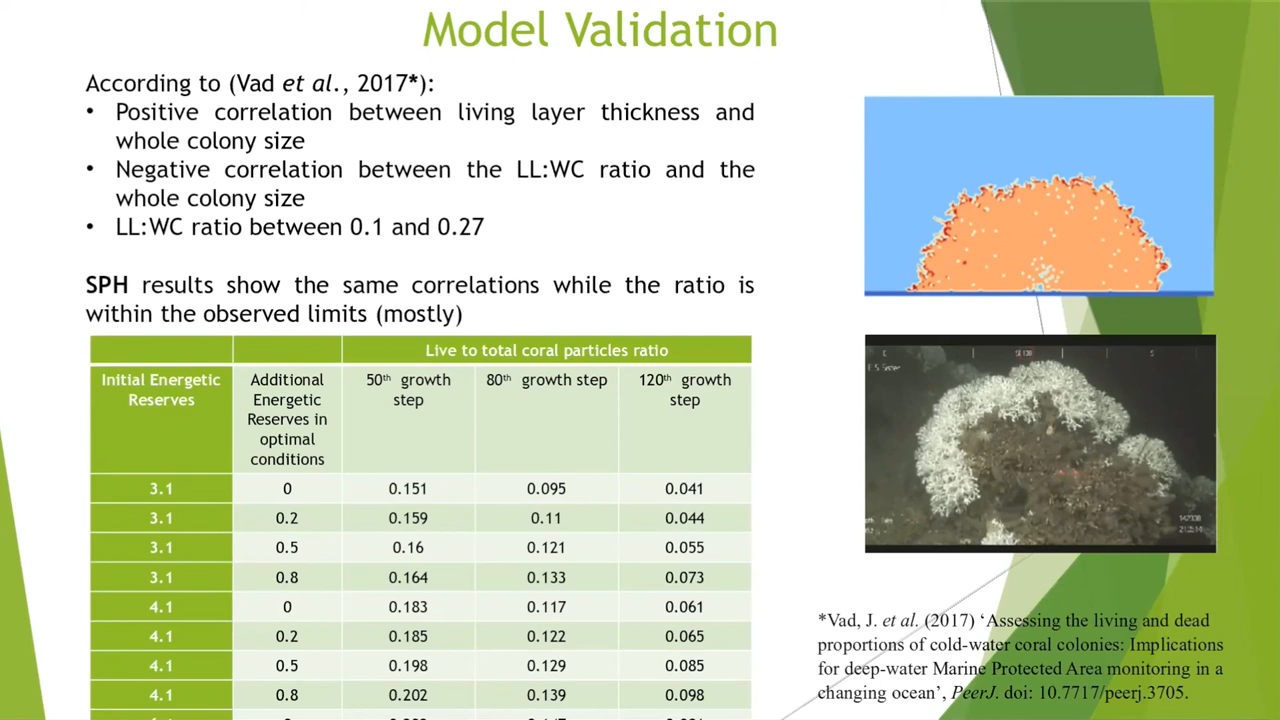 Model Validation
According to (Vad et al., 2017*):
• Positive correlation between living layer thickness and
whole colony size
• Negative correlation between the LL:WC ratio and the
whole colony size
• LL:WC ratio between 0.1 and 0.27
SPH results show the same correlations while the ratio is
within the observed limits (mostly)
Live to total coral particles ratio
Initial Energetic
Reserves
Additional
Energetic
Reserves in
optimal
conditions
50th growth
step
80th growth step
120th growth
step
3.1 0 0.151 0.095 0.041
3.1 0.2 0.159 0.11 0.044
3.1 0.5 0.16 0.121 0.055
3.1 0.8 0.164 0.133 0.073
4.1 0 0.183 0.117 0.061
4.1 0.2 0.185 0.122 0.065
4.1 0.5 0.198 0.129 0.085
4.1 0.8 0.202 0.139 0.098
*Vad, J. et al. (2017) ‘Assessing the living and dead
proportions of cold-water coral colonies: Implications
for deep-water Marine Protected Area monitoring in a
changing ocean’, PeerJ. doi: 10.7717/peerj.3705.